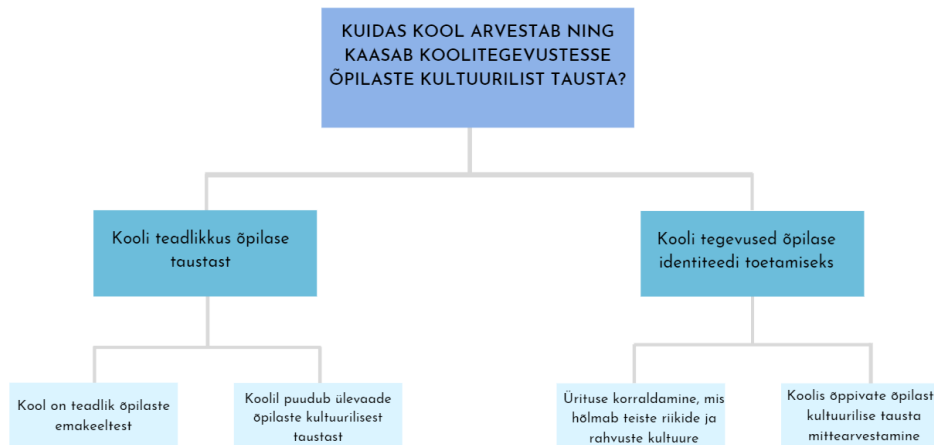 KUIDAS KOOL ARVESTAB NING
KAASAB KOOLITEGEVUSTESSE
ÕPILASTE KULTUURILIST TAUSTA?
Kooli teadlikkus õpilase
taustast
Kooli tegevused õpilase
identiteedi toetamiseks
Kool on teadlik õpilaste
emakeeltest
Koolil puudub ülevaade
õpilaste kultuurilisest
taustast
Ürituse korraldamine, mis
hõlmab teiste riikide ja
rahvuste kultuure
Koolis õppivate õpilast
kultuurilise tausta
mittearvestamine